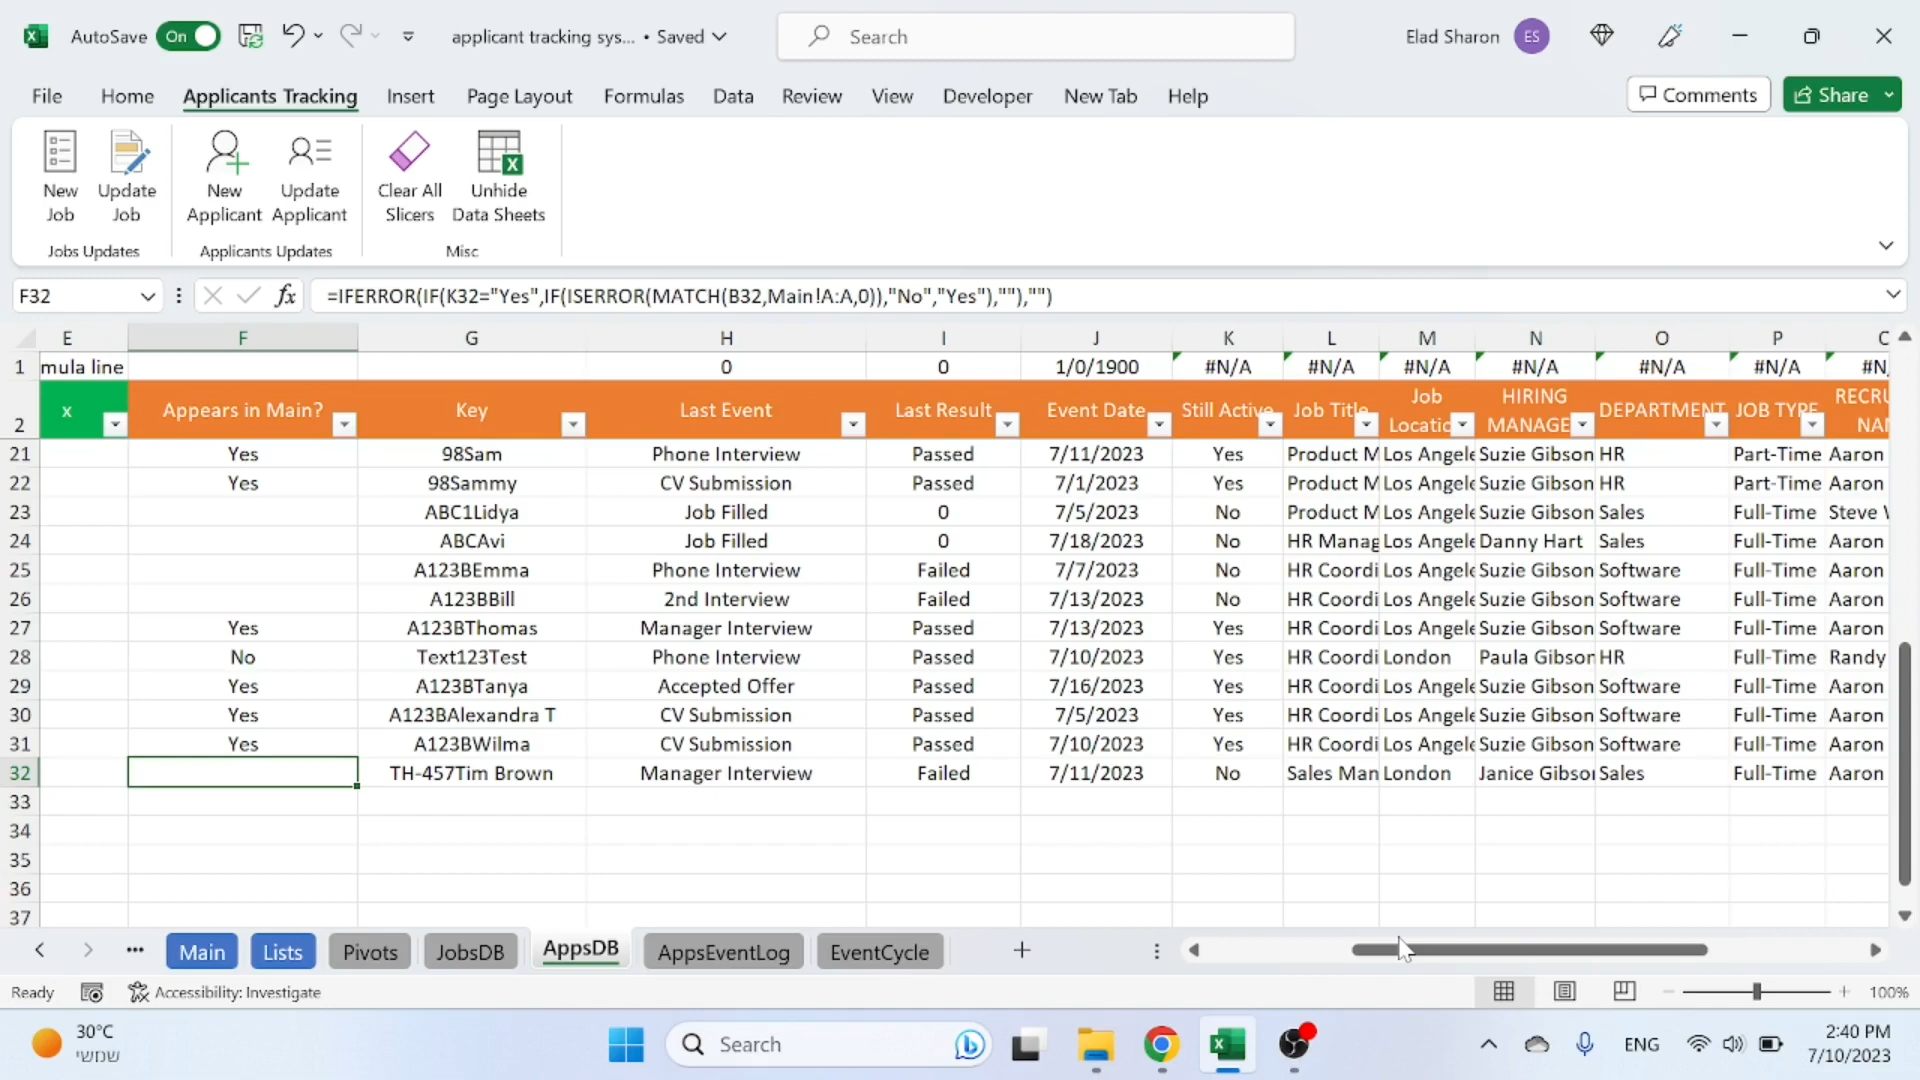 AutoSave On applicant tracking sys... • Saved Search Elad Sharon ES
File Home Applicants Tracking Insert Page Layout Formulas Data Review View Developer New Tab Help Comments Share
New Job
Update Job
New Applicant
Update Applicant
Clear All Slicers
Unhide Data Sheets
Jobs Updates Applicants Updates Misc
F32 fx =IFERROR(IF(K32="Yes",IF(ISERROR(MATCH(B32,Main!A:A,0)),"No","Yes"),""),"")
E F G H I J K L M N O P
1 mula line 0 0 1/0/1900 #N/A #N/A #N/A #N/A #N/A #N/A #N/
2 x Appears in Main? Key Last Event Last Result Event Date Still Active Job Title Job Locatic HIRING MANAGE DEPARTMENT JOB TYPE RECRU NAI
21 Yes 98Sam Phone Interview Passed 7/11/2023 Yes Product M Los Angele Suzie Gibson HR Part-Time Aaron
22 Yes 98Sammy CV Submission Passed 7/1/2023 Yes Product M Los Angele Suzie Gibson HR Part-Time Aaron
23 ABC1Lidya Job Filled 0 7/5/2023 No Product M Los Angele Suzie Gibson Sales Full-Time Steve
24 ABCAvi Job Filled 0 7/18/2023 No HR Manag Los Angele Danny Hart Sales Full-Time Aaron
25 A123BEmma Phone Interview Failed 7/7/2023 No HR Coordi Los Angele Suzie Gibson Software Full-Time Aaron
26 A123BBill 2nd Interview Failed 7/13/2023 No HR Coordi Los Angele Suzie Gibson Software Full-Time Aaron
27 Yes A123BThomas Manager Interview Passed 7/13/2023 Yes HR Coordi Los Angele Suzie Gibson Software Full-Time Aaron
28 No Text123Test Phone Interview Passed 7/10/2023 Yes HR Coordi London Paula Gibson HR Full-Time Randy
29 Yes A123BTanya Accepted Offer Passed 7/16/2023 Yes HR Coordi Los Angele Suzie Gibson Software Full-Time Aaron
30 Yes A123BAlexandra T CV Submission Passed 7/5/2023 Yes HR Coordi Los Angele Suzie Gibson Software Full-Time Aaron
31 Yes A123BWilma CV Submission Passed 7/10/2023 Yes HR Coordi Los Angele Suzie Gibson Software Full-Time Aaron
32 TH-457Tim Brown Manager Interview Failed 7/11/2023 No Sales Man London Janice Gibso Sales Full-Time Aaron
33
34
35
36
37
Main Lists Pivots JobsDB AppsDB AppsEventLog EventCycle
Ready Accessibility: Investigate 100%
30°C
שמשי
Search ENG
2:40 PM
7/10/2023